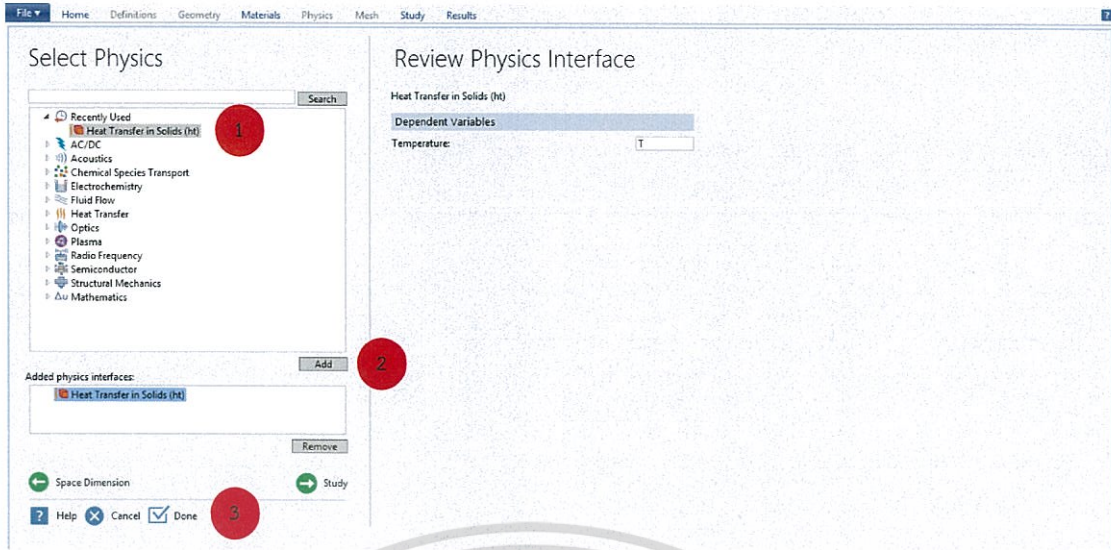 File Home Definitions Geometry Materials Physics Mesh Study Results ?
Select Physics
Search
Recently Used
Heat Transfer in Solids (ht)
1
AC/DC
Acoustics
Chemical Species Transport
Electrochemistry
Fluid Flow
Heat Transfer
Optics
Plasma
Radio Frequency
Semiconductor
Structural Mechanics
Δu Mathematics
Add
2
Added physics interfaces:
Heat Transfer in Solids (ht)
Remove
Space Dimension
Study
? Help Cancel Done
3
Review Physics Interface
Heat Transfer in Solids (ht)
Dependent Variables
Temperature: T